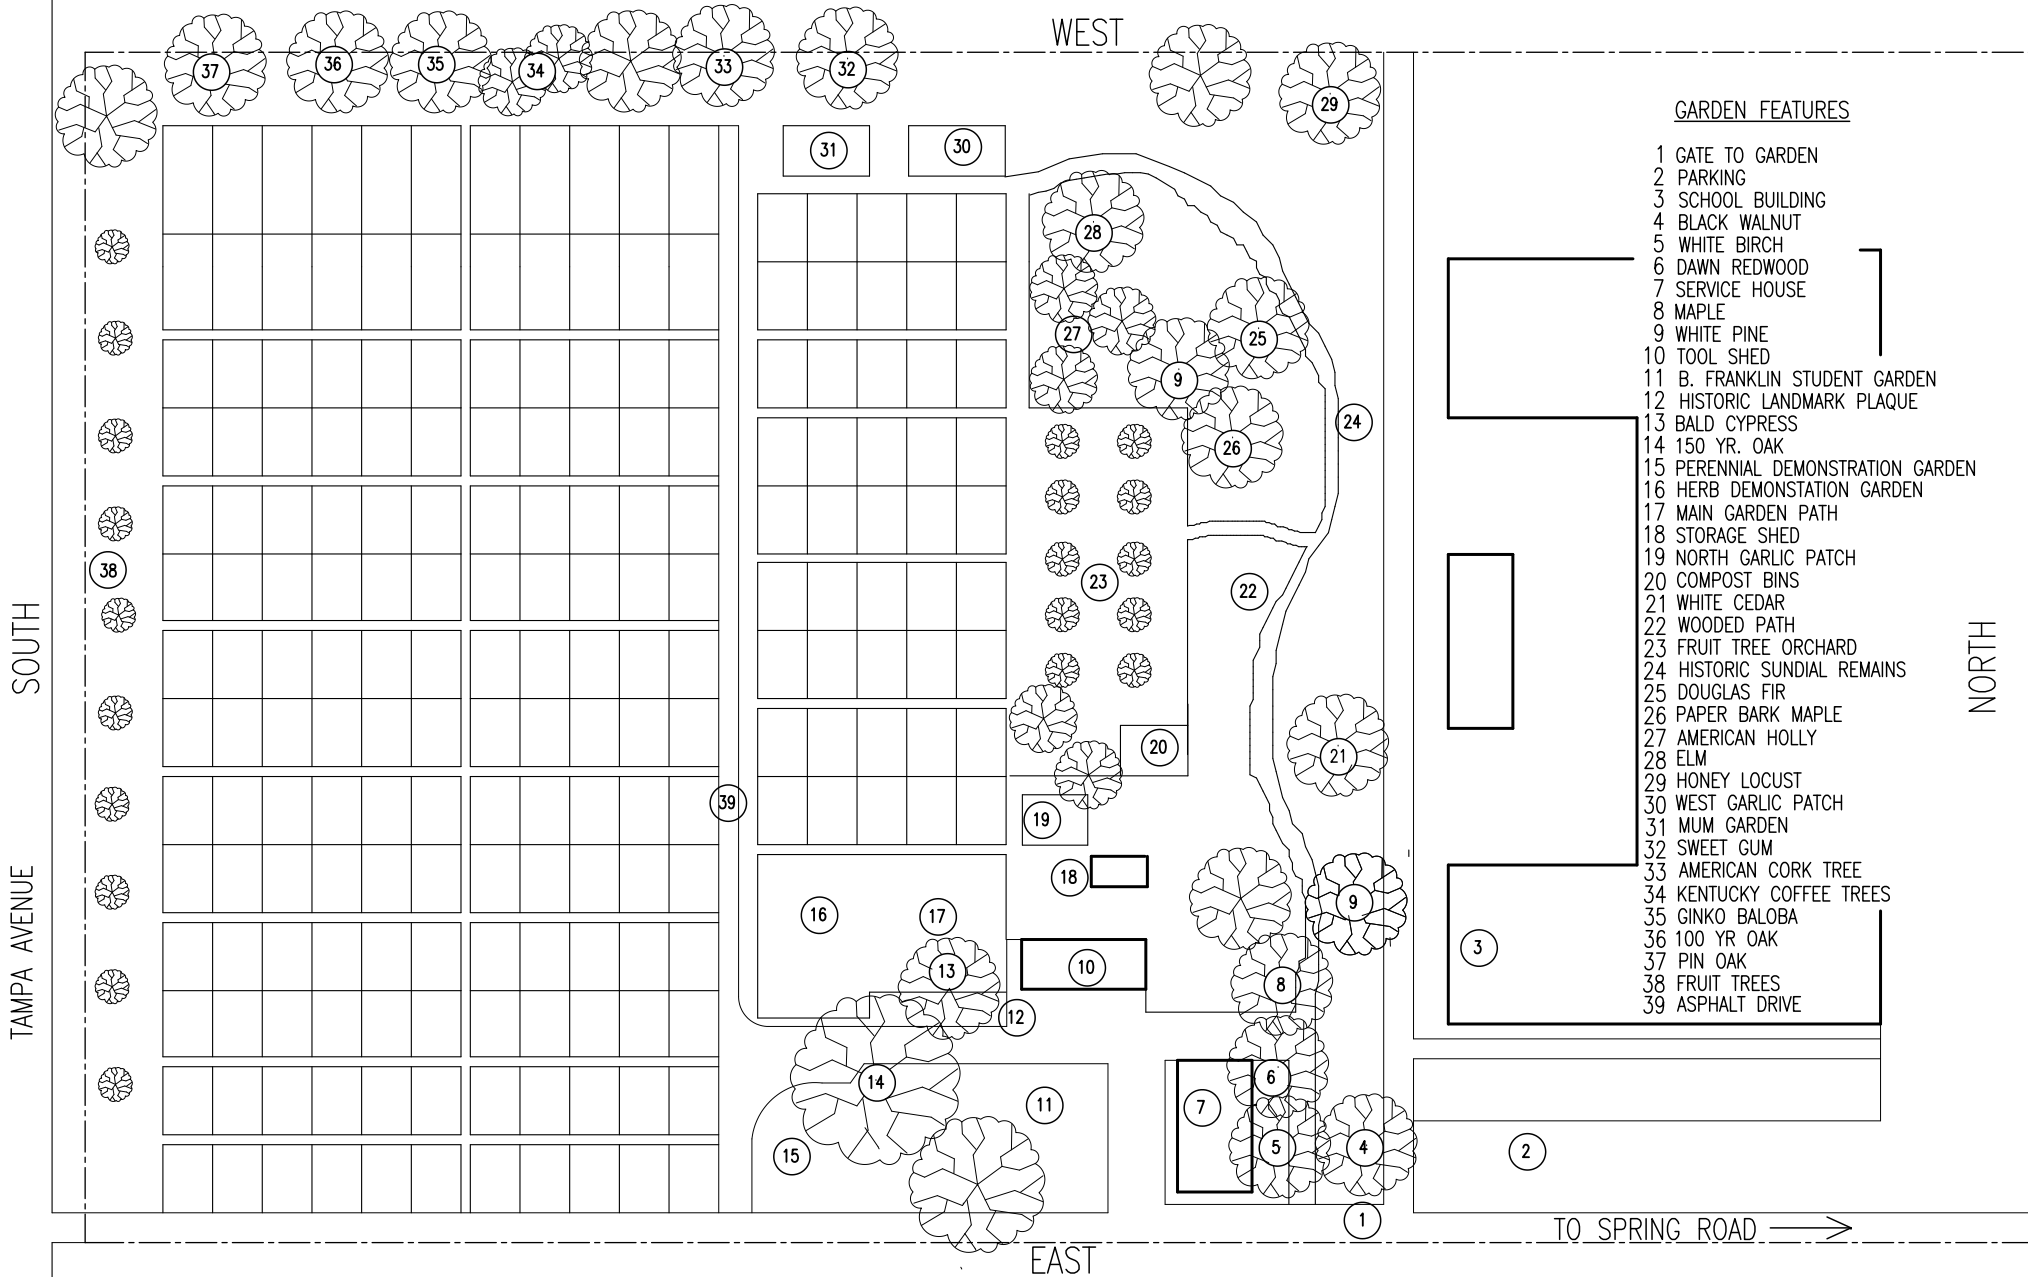 WEST
37
36
35
34
33
32
29
31
30
28
27
25
9
26
24
38
23
22
21
20
39
19
18
9
16
17
13
10
8
3
12
14
11
7
6
15
5
4
2
1
SOUTH
TAMPA AVENUE
NORTH
EAST
TO SPRING ROAD
GARDEN FEATURES
1 GATE TO GARDEN
2 PARKING
3 SCHOOL BUILDING
4 BLACK WALNUT
5 WHITE BIRCH
6 DAWN REDWOOD
7 SERVICE HOUSE
8 MAPLE
9 WHITE PINE
10 TOOL SHED
11 B. FRANKLIN STUDENT GARDEN
12 HISTORIC LANDMARK PLAQUE
13 BALD CYPRESS
14 150 YR. OAK
15 PERENNIAL DEMONSTRATION GARDEN
16 HERB DEMONSTATION GARDEN
17 MAIN GARDEN PATH
18 STORAGE SHED
19 NORTH GARLIC PATCH
20 COMPOST BINS
21 WHITE CEDAR
22 WOODED PATH
23 FRUIT TREE ORCHARD
24 HISTORIC SUNDIAL REMAINS
25 DOUGLAS FIR
26 PAPER BARK MAPLE
27 AMERICAN HOLLY
28 ELM
29 HONEY LOCUST
30 WEST GARLIC PATCH
31 MUM GARDEN
32 SWEET GUM
33 AMERICAN CORK TREE
34 KENTUCKY COFFEE TREES
35 GINKO BALOBA
36 100 YR OAK
37 PIN OAK
38 FRUIT TREES
39 ASPHALT DRIVE